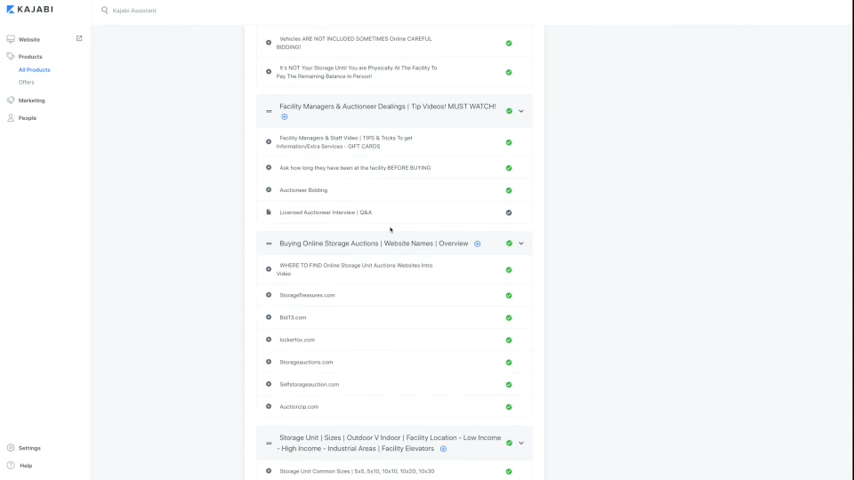 KAJABI
Kajabi Assistant
Website
Products
All Products
Offers
Marketing
People
Settings
Help
Vehicles ARE NOT INCLUDED SOMETIMES Online CAREFUL
BIDDING!
It's NOT Your Storage Until You are Physically At The Facility To
Pay The Remaining Balance In Person!
Facility Managers & Auctioneer Dealings | Tip Videos! MUST WATCH!
Facility Managers & Staff Video | TIPS & Tricks To get
Information/Extra Services - GIFT CARDS
Ask how long they have been at the facility BEFORE BUYING
Auctioneer Bidding
Licensed Auctioneer Interview | Q&A
Buying Online Storage Auctions | Website Names | Overview
WHERE TO FIND Online Storage Unit Auctions Websites Intro
Video
StorageTreasures.com
Bid13.com
lockerfox.com
Storageauctions.com
Selfstorageauction.com
Auctionzip.com
Storage Unit | Sizes | Outdoor V Indoor | Facility Location - Low Income
- High Income - Industrial Areas | Facility Elevators
Storage Unit Common Sizes | 5x5, 5x10, 10x10, 10x20, 10x30